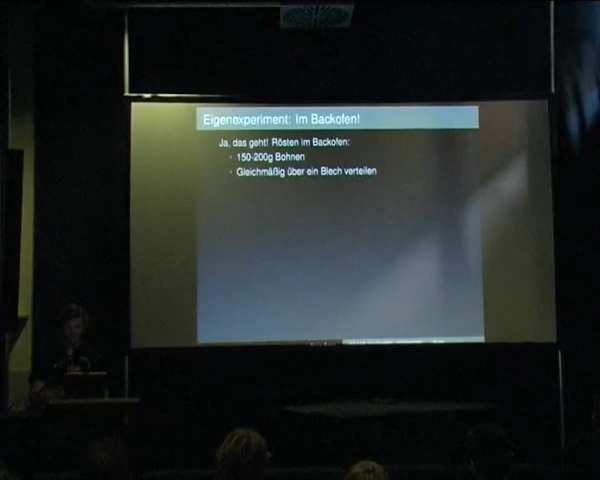 Eigenexperiment: Im Backofen!
Ja, das geht! Rösten im Backofen:
· 150-200g Bohnen
· Gleichmäßig über ein Blech verteilen